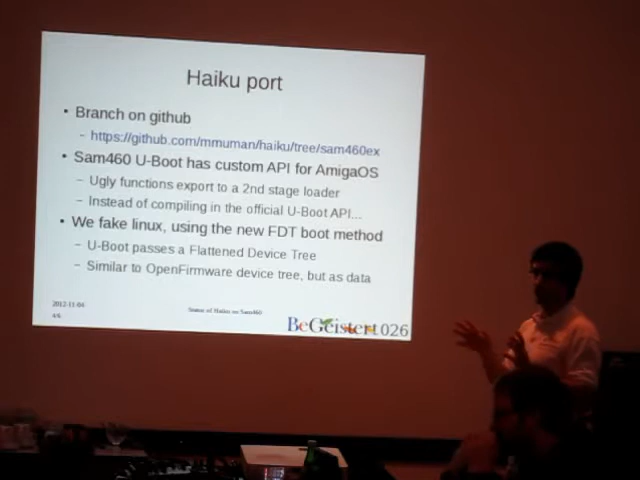 Haiku port
• Branch on github
– https://github.com/mmuman/haiku/tree/sam460ex
• Sam460 U-Boot has custom API for AmigaOS
– Ugly functions export to a 2nd stage loader
– Instead of compiling in the official U-Boot API...
• We fake linux, using the new FDT boot method
– U-Boot passes a Flattened Device Tree
– Similar to OpenFirmware device tree, but as data
2012-11-04
Status of Haiku on Sam460
4/6
BeGeistert 026